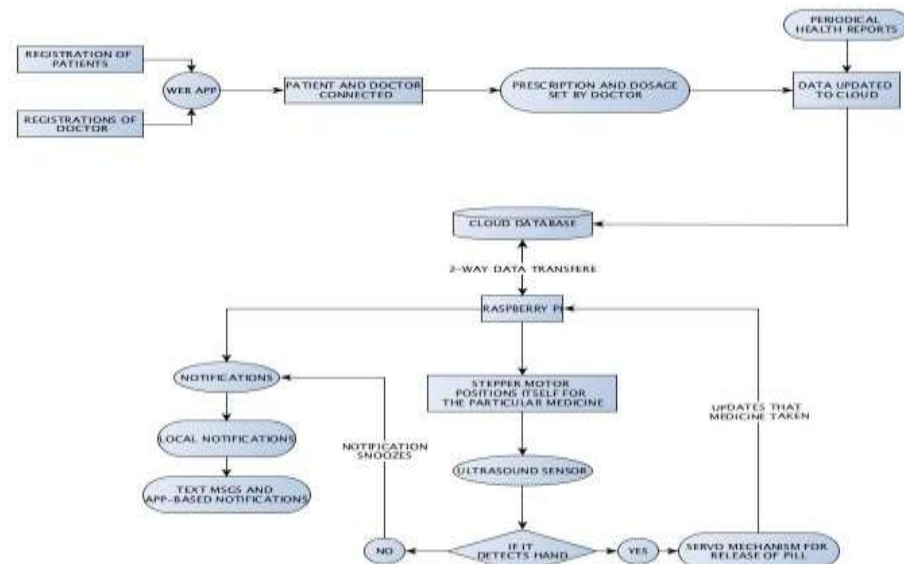 PERIODICAL
HEALTH REPORTS
REGISTRATION OF
PATIENTS
WEB APP
PATIENT AND DOCTOR
CONNECTED
PRESCRIPTION AND DOSAGE
SET BY DOCTOR
DATA UPDATED
TO CLOUD
REGISTRATIONS OF
DOCTOR
CLOUD DATABASE
2-WAY DATA TRANSFERE
RASPBERRY PI
NOTIFICATIONS
STEPPER MOTOR
POSITIONS ITSELF FOR
THE PARTICULAR MEDICINE
UPDATES THAT
MEDICINE TAKEN
LOCAL NOTIFICATIONS
NOTIFICATION
SNOOZES
ULTRASOUND SENSOR
TEXT MSGS AND
APP-BASED NOTIFICATIONS
NO
IF IT
DETECTS HAND
YES
SERVO MECHANISM FOR
RELEASE OF PILL